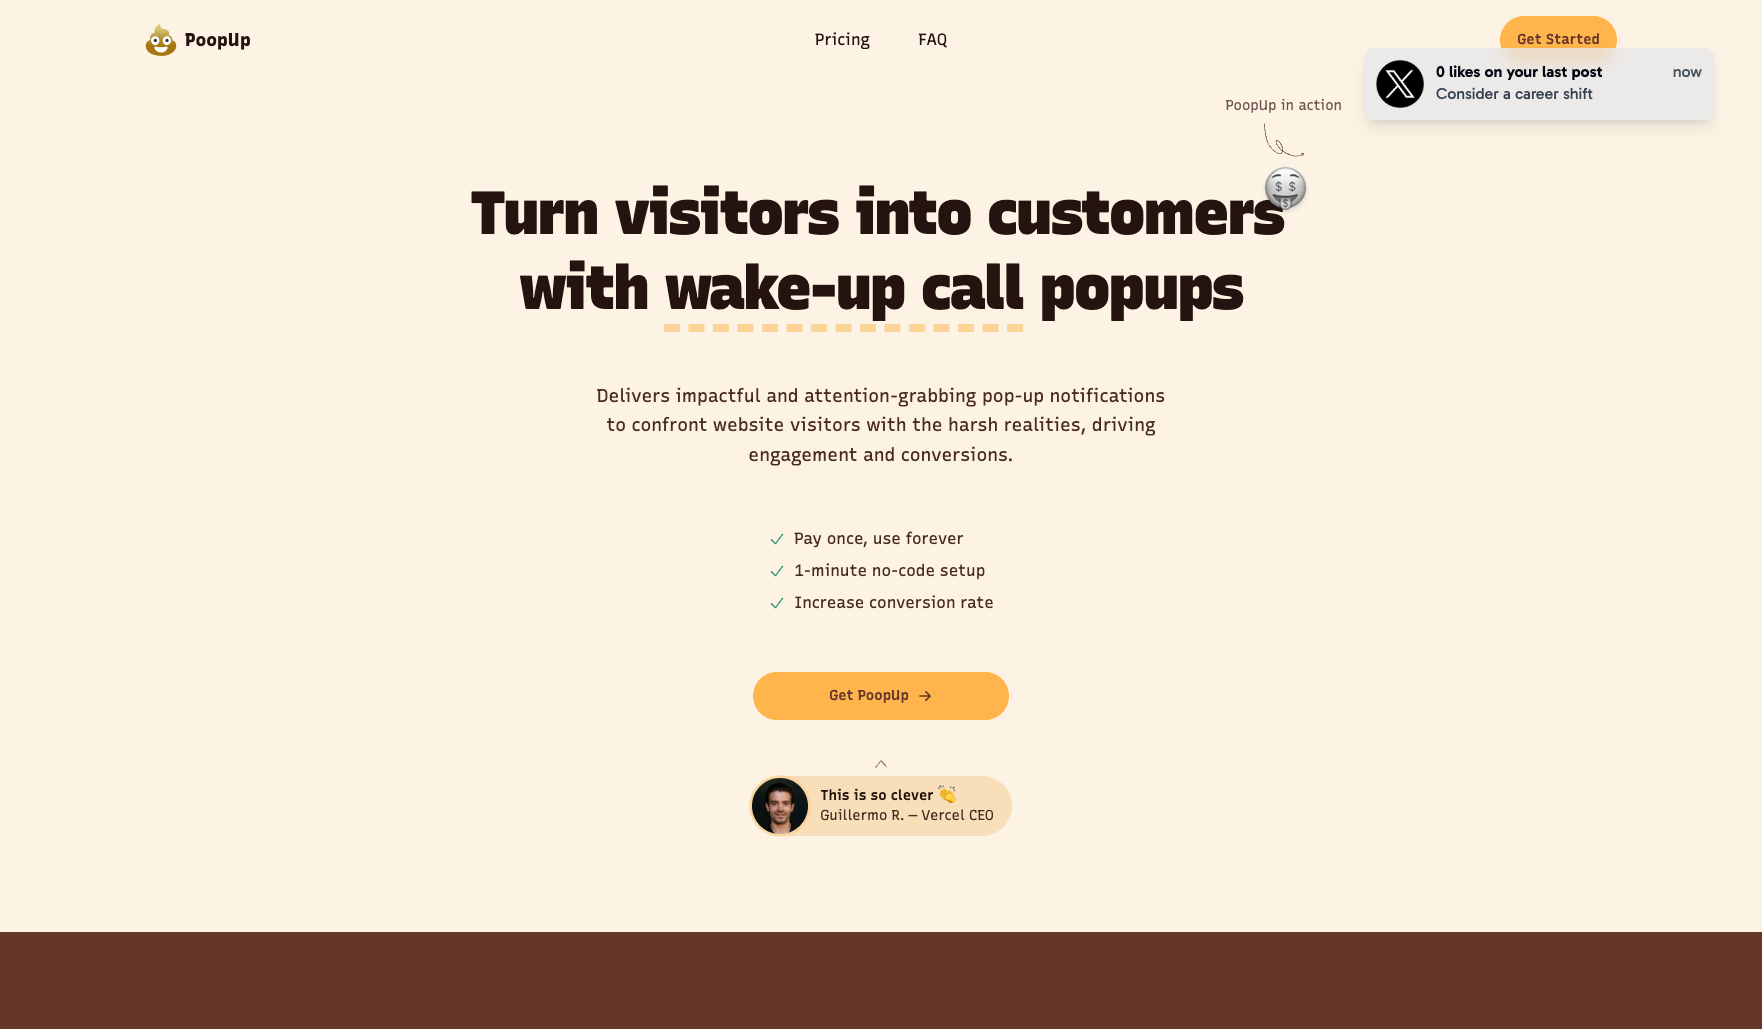 PoopUp
Pricing
FAQ
Get Started
0 likes on your last post
now
Consider a career shift
PoopUp in action
Turn visitors into customers
with wake-up call popups
Delivers impactful and attention-grabbing pop-up notifications
to confront website visitors with the harsh realities, driving
engagement and conversions.
Pay once, use forever
1-minute no-code setup
Increase conversion rate
Get PoopUp →
This is so clever 👏
Guillermo R. — Vercel CEO